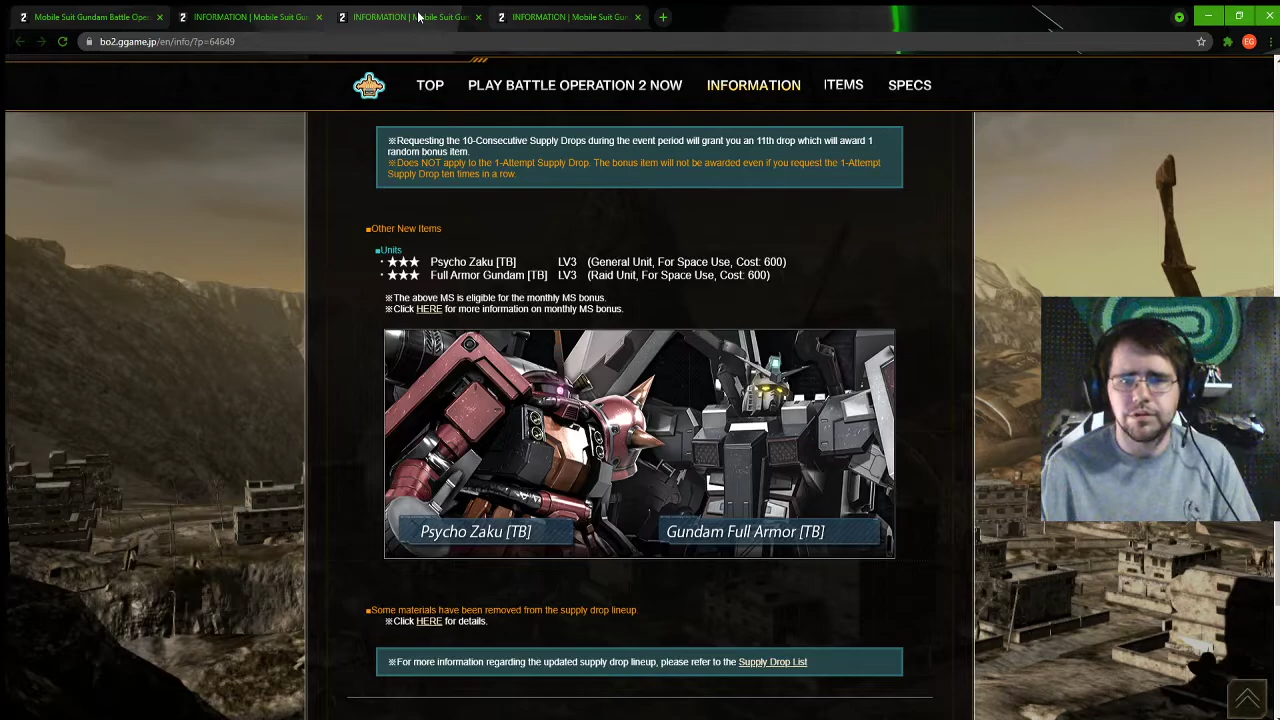 Mobile Suit Gundam Battle Oper
INFORMATION | Mobile Suit Gun
INFORMATION | Mobile Suit Gun
INFORMATION | Mobile Suit Gun
bo2.ggame.jp/en/info/?p=64649
EG
TOP PLAY BATTLE OPERATION 2 NOW INFORMATION ITEMS SPECS
※Requesting the 10-Consecutive Supply Drops during the event period will grant you an 11th drop which will award 1
random bonus item.
※Does NOT apply to the 1-Attempt Supply Drop. The bonus item will not be awarded even if you request the 1-Attempt
Supply Drop ten times in a row.
■Other New Items
■Units
・★★★ Psycho Zaku [TB] LV3 (General Unit, For Space Use, Cost: 600)
・★★★ Full Armor Gundam [TB] LV3 (Raid Unit, For Space Use, Cost: 600)
※The above MS is eligible for the monthly MS bonus.
※Click HERE for more information on monthly MS bonus.
Psycho Zaku [TB] Gundam Full Armor [TB]
■Some materials have been removed from the supply drop lineup.
※Click HERE for details.
※For more information regarding the updated supply drop lineup, please refer to the Supply Drop List